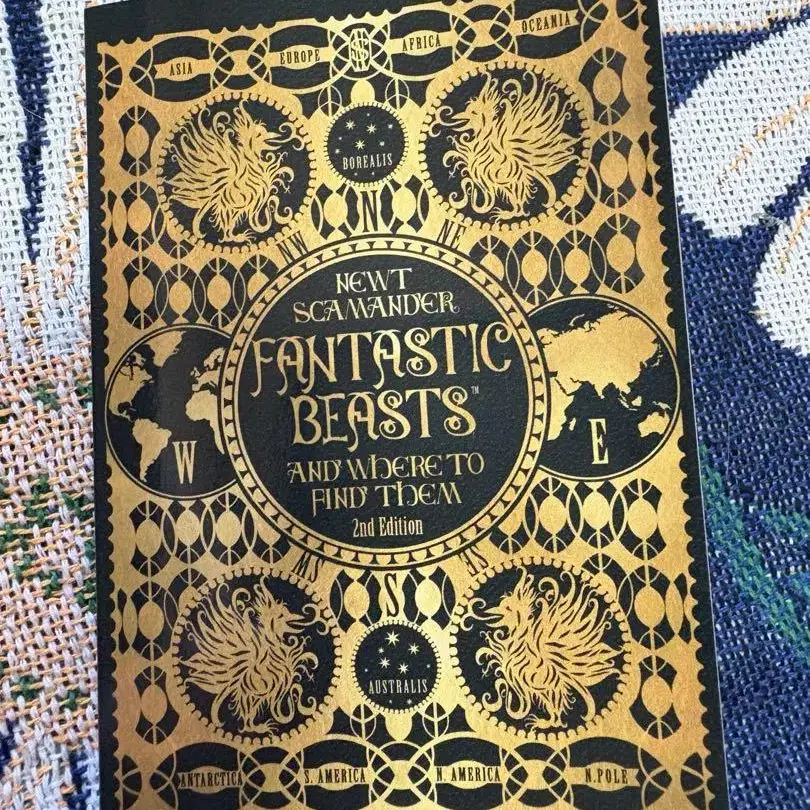 ASIA EUROPE AFRICA OCEANIA
BOREALIS
NW N NE
NEWT
SCAMANDER
FANTASTIC
BEASTS™
AND WHERE TO
FIND THEM
2nd Edition
W E
SW S SE
AUSTRALIS
ANTARCTICA S. AMERICA N. AMERICA N. POLE